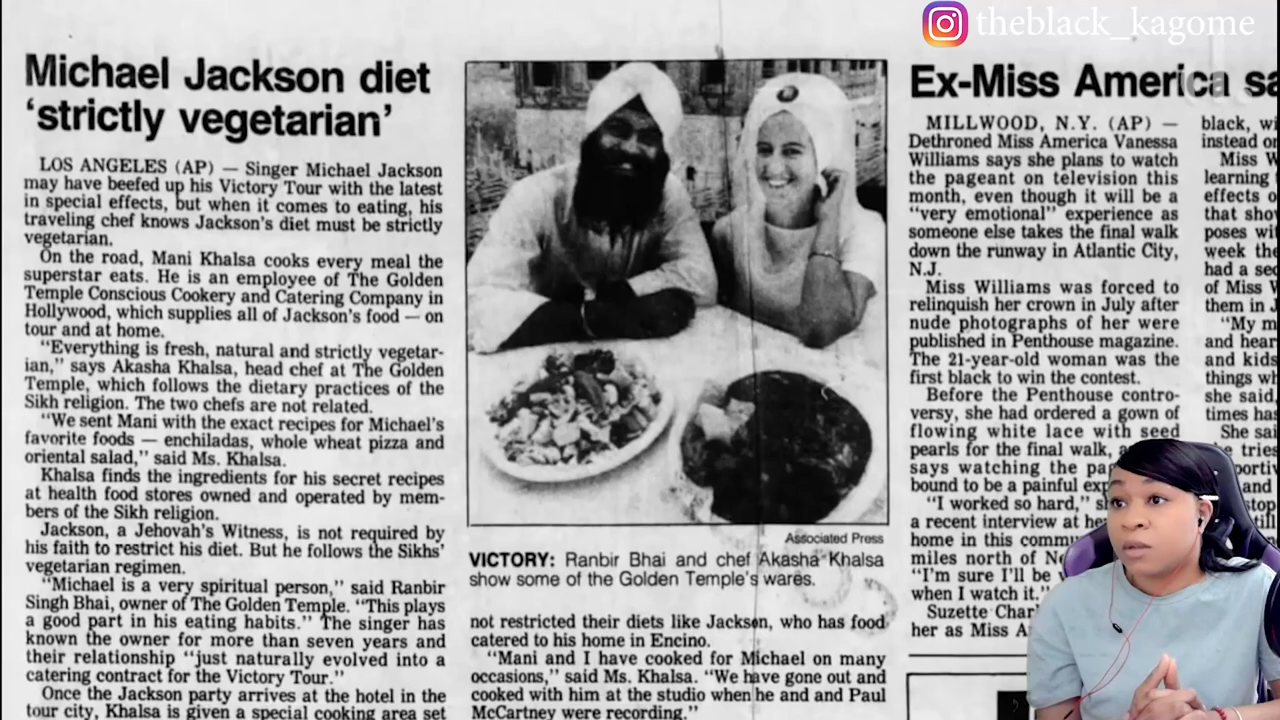 theblack_kagome
Michael Jackson diet
‘strictly vegetarian’
LOS ANGELES (AP) — Singer Michael Jackson
may have beefed up his Victory Tour with the latest
in special effects, but when it comes to eating, his
traveling chef knows Jackson's diet must be strictly
vegetarian.
On the road, Mani Khalsa cooks every meal the
superstar eats. He is an employee of The Golden
Temple Conscious Cookery and Catering Company in
Hollywood, which supplies all of Jackson's food — on
tour and at home.
“Everything is fresh, natural and strictly vegetar-
ian,” says Akasha Khalsa, head chef at The Golden
Temple, which follows the dietary practices of the
Sikh religion. The two chefs are not related.
“We sent Mani with the exact recipes for Michael's
favorite foods — enchiladas, whole wheat pizza and
oriental salad,” said Ms. Khalsa.
Khalsa finds the ingredients for his secret recipes
at health food stores owned and operated by mem-
bers of the Sikh religion.
Jackson, a Jehovah's Witness, is not required by
his faith to restrict his diet. But he follows the Sikhs'
vegetarian regimen.
“Michael is a very spiritual person,” said Ranbir
Singh Bhai, owner of The Golden Temple. “This plays
a good part in his eating habits.” The singer has
known the owner for more than seven years and
their relationship “just naturally evolved into a
catering contract for the Victory Tour.”
Once the Jackson party arrives at the hotel in the
tour city, Khalsa is given a special cooking area set
Associated Press
VICTORY: Ranbir Bhai and chef Akasha Khalsa
show some of the Golden Temple's wares.
not restricted their diets like Jackson, who has food
catered to his home in Encino.
“Mani and I have cooked for Michael on many
occasions,” said Ms. Khalsa. “We have gone out and
cooked with him at the studio when he and and Paul
McCartney were recording.”
Ex-Miss America sa
MILLWOOD, N.Y. (AP) —
Dethroned Miss America Vanessa
Williams says she plans to watch
the pageant on television this
month, even though it will be a
“very emotional” experience as
someone else takes the final walk
down the runway in Atlantic City,
N.J.
Miss Williams was forced to
relinquish her crown in July after
nude photographs of her were
published in Penthouse magazine.
The 21-year-old woman was the
first black to win the contest.
Before the Penthouse contro-
versy, she had ordered a gown of
flowing white lace with seed
pearls for the final walk,
says watching the
bound to be a painful
“I worked so hard,”
a recent interview at
home in this
miles north of
“I'm sure I'll be
when I watch it.”
Suzette
her as Miss
black, wi
instead o
Miss W
learning
effects o
that sho
poses wit
week the
had a se
of Miss
them in J
“My m
and hear
and kids
things wh
she said.
times has
She sai
and